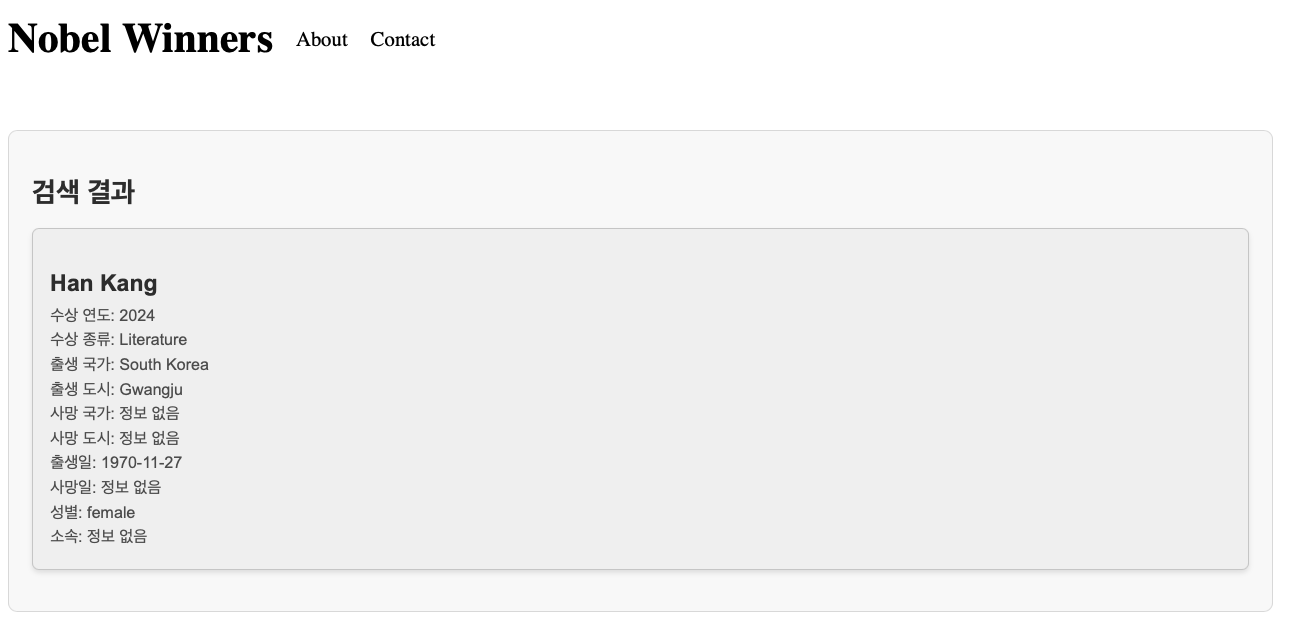 Nobel Winners About Contact
검색 결과
Han Kang
수상 연도: 2024
수상 종류: Literature
출생 국가: South Korea
출생 도시: Gwangju
사망 국가: 정보 없음
사망 도시: 정보 없음
출생일: 1970-11-27
사망일: 정보 없음
성별: female
소속: 정보 없음